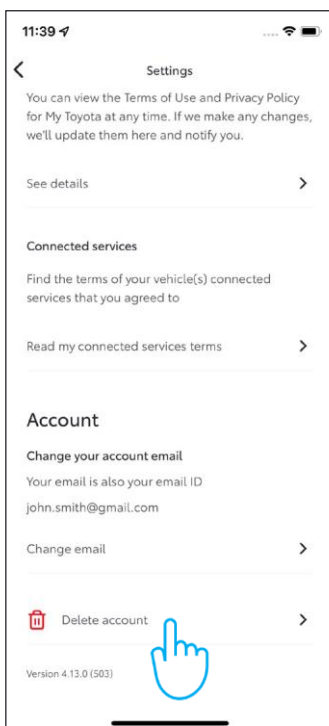 11:39
Settings
You can view the Terms of Use and Privacy Policy
for My Toyota at any time. If we make any changes,
we'll update them here and notify you.
See details
Connected services
Find the terms of your vehicle(s) connected
services that you agreed to
Read my connected services terms
Account
Change your account email
Your email is also your email ID
john.smith@gmail.com
Change email
Delete account
Version 4.13.0 (503)